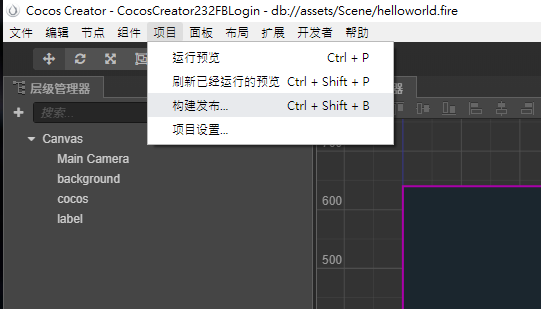 Cocos Creator - CocosCreator232FBLogin - db://assets/Scene/helloworld.fire
文件 编辑 节点 组件 项目 面板 布局 扩展 开发者 帮助
运行预览 Ctrl + P
刷新已经运行的预览 Ctrl + Shift + P
构建发布... Ctrl + Shift + B
项目设置...
层级管理器
搜索...
Canvas
Main Camera
background
cocos
label
600
500